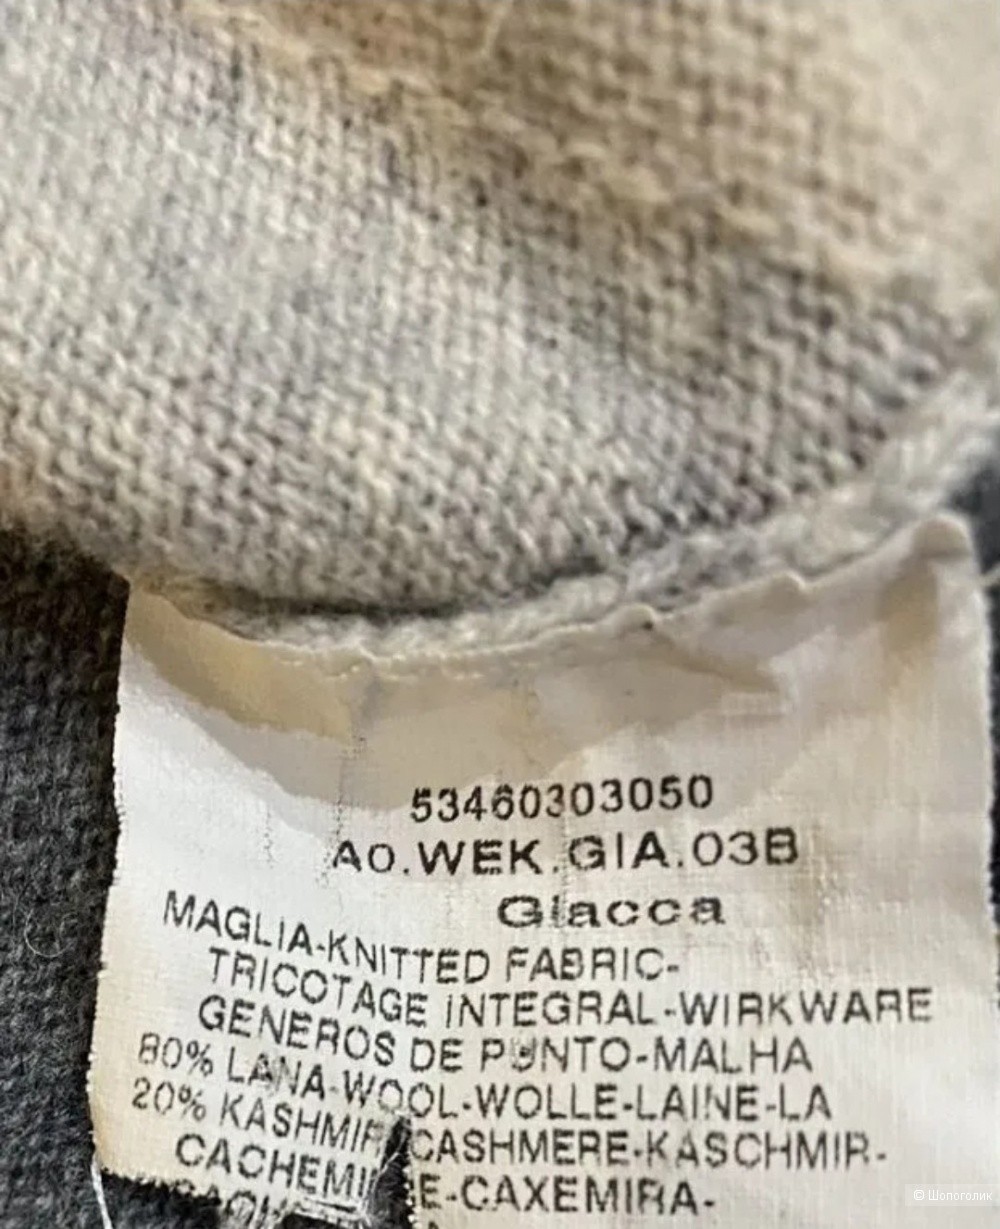 53460303050
AO.WEK.GIA.03B
Giacca
MAGLIA-KNITTED FABRIC-
TRICOTAGE INTEGRAL-WIRKWARE
GENEROS DE PUNTO-MALHA
80% LANA-WOOL-WOLLE-LAINE-LA
20% KASHMIR CASHMERE-KASCHMIR-
E-CAXEMIRA-
© Шопоголик